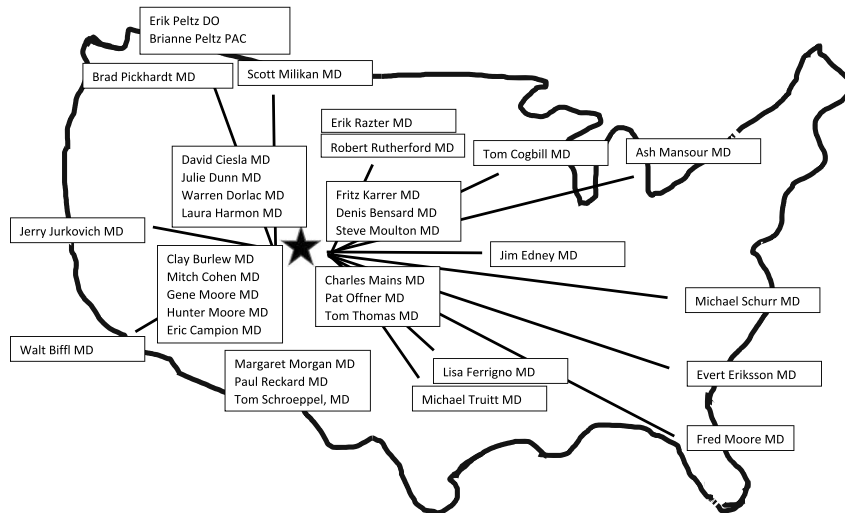 Erik Peltz DO
Brianne Peltz PAC
Brad Pickhardt MD
Scott Milikan MD
Erik Razter MD
Robert Rutherford MD
Tom Cogbill MD
Ash Mansour MD
David Ciesla MD
Julie Dunn MD
Warren Dorlac MD
Laura Harmon MD
Fritz Karrer MD
Denis Bensard MD
Steve Moulton MD
Jerry Jurkovich MD
Jim Edney MD
Clay Burlew MD
Mitch Cohen MD
Gene Moore MD
Hunter Moore MD
Eric Campion MD
Charles Mains MD
Pat Offner MD
Tom Thomas MD
Michael Schurr MD
Walt Biffl MD
Margaret Morgan MD
Paul Reckard MD
Tom Schroeppel, MD
Lisa Ferrigno MD
Michael Truitt MD
Evert Eriksson MD
Fred Moore MD